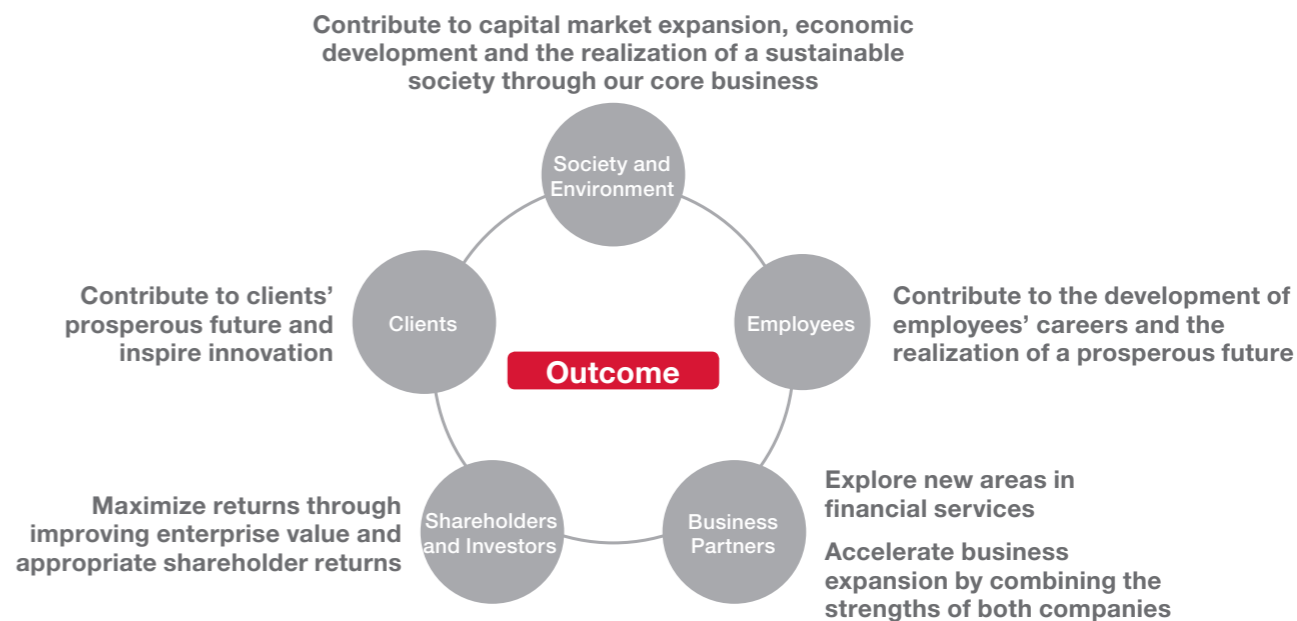 Contribute to capital market expansion, economic
development and the realization of a sustainable
society through our core business
Society and
Environment
Contribute to clients’
prosperous future and
inspire innovation
Clients
Employees
Contribute to the development of
employees’ careers and the
realization of a prosperous future
Outcome
Maximize returns through
improving enterprise value and
appropriate shareholder returns
Shareholders
and Investors
Business
Partners
Explore new areas in
financial services
Accelerate business
expansion by combining the
strengths of both companies